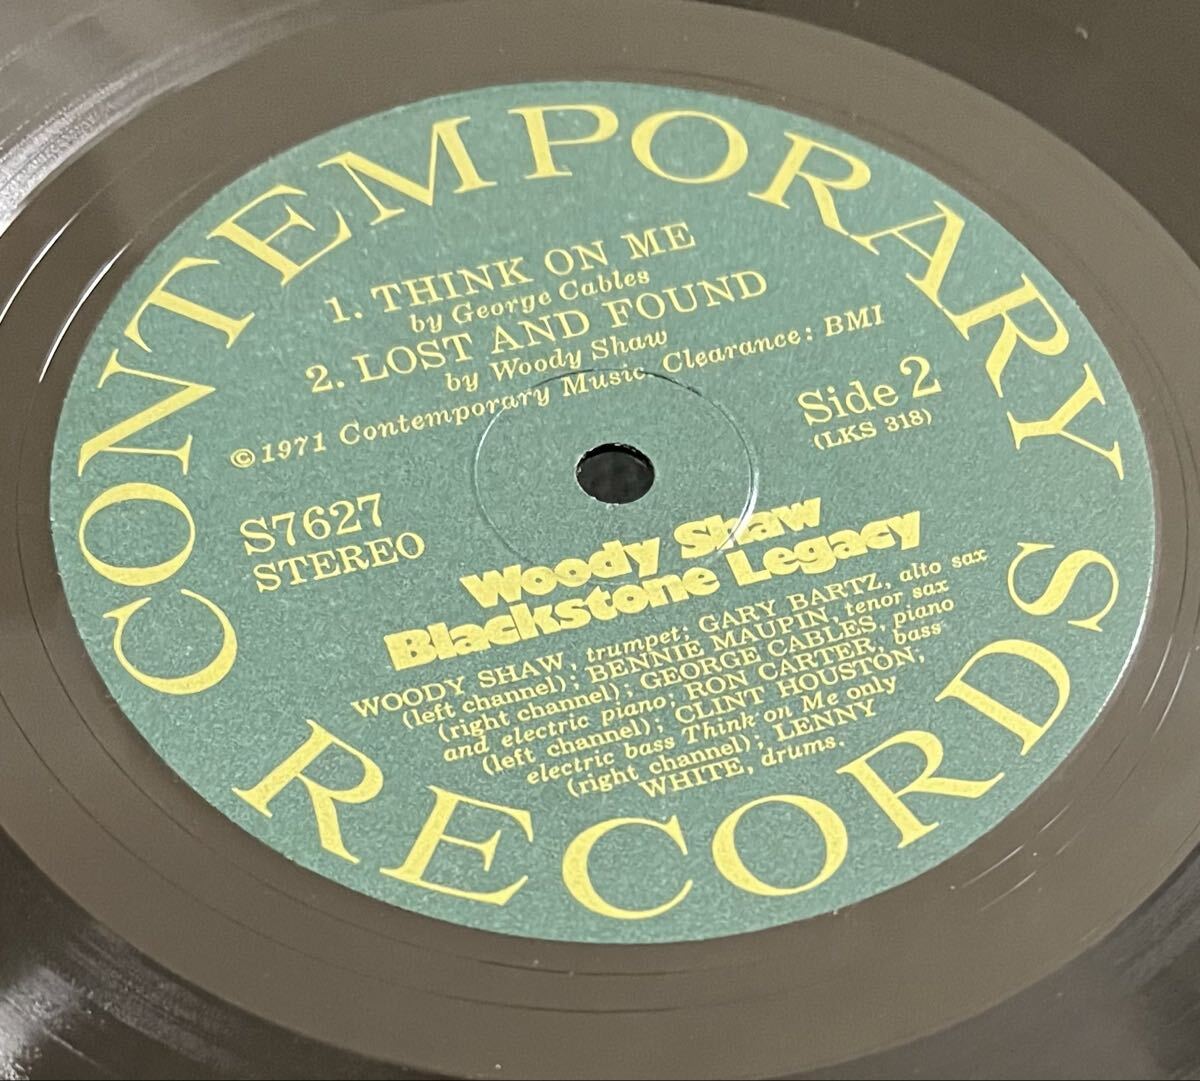 CONTEMPORARY
1. THINK ON ME
by George Cables
2. LOST AND FOUND
by Woody Shaw
©1971 Contemporary Music Clearance: BMI
Side 2
(LKS 318)
S7627
STEREO
Woody Shaw
Blackstone Legacy
WOODY SHAW, trumpet; GARY BARTZ, alto sax
(left channel); BENNIE MAUPIN, tenor sax
(right channel); GEORGE CABLES, piano
and electric piano; RON CARTER, bass
(left channel); CLINT HOUSTON,
electric bass Think on Me only
(right channel); LENNY
WHITE, drums.
RECORDS